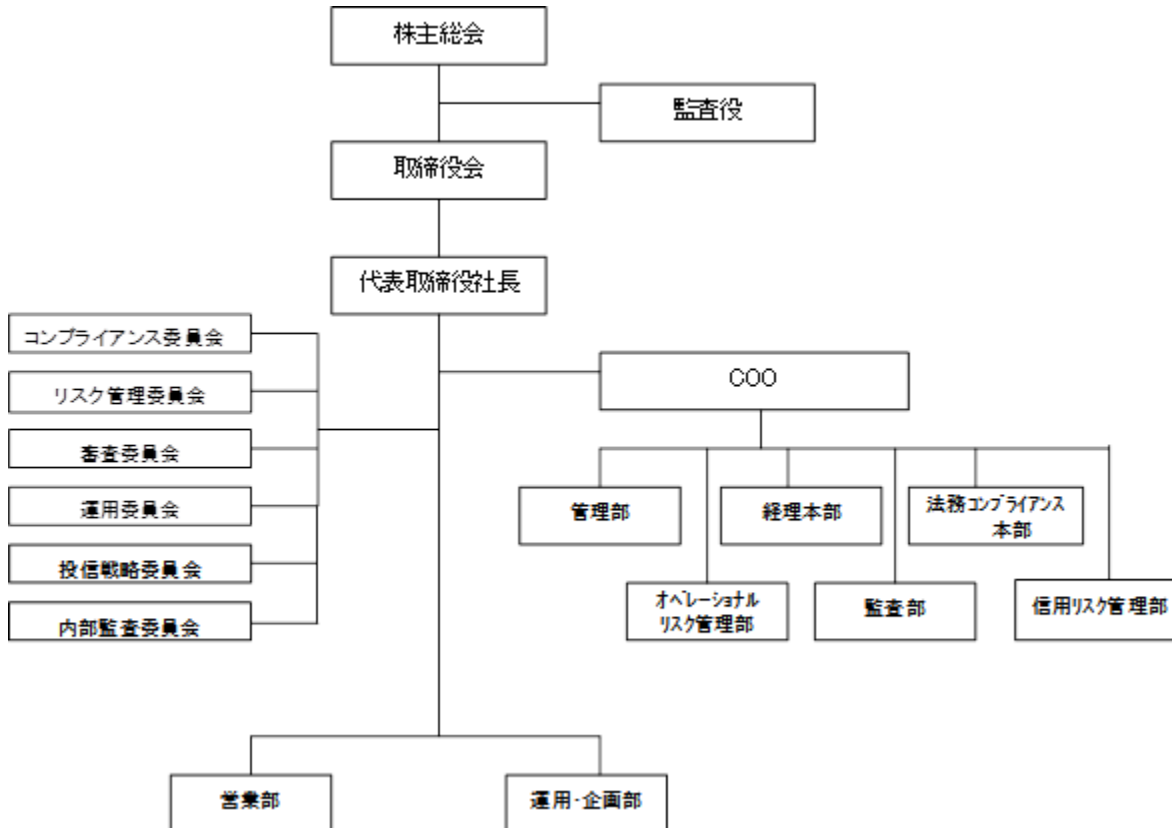 株主総会
監査役
取締役会
代表取締役社長
コンプライアンス委員会
リスク管理委員会
審査委員会
運用委員会
投信戦略委員会
内部監査委員会
COO
管理部
経理本部
法務コンプライアンス
本部
オペレーショナル
リスク管理部
監査部
信用リスク管理部
営業部
運用・企画部